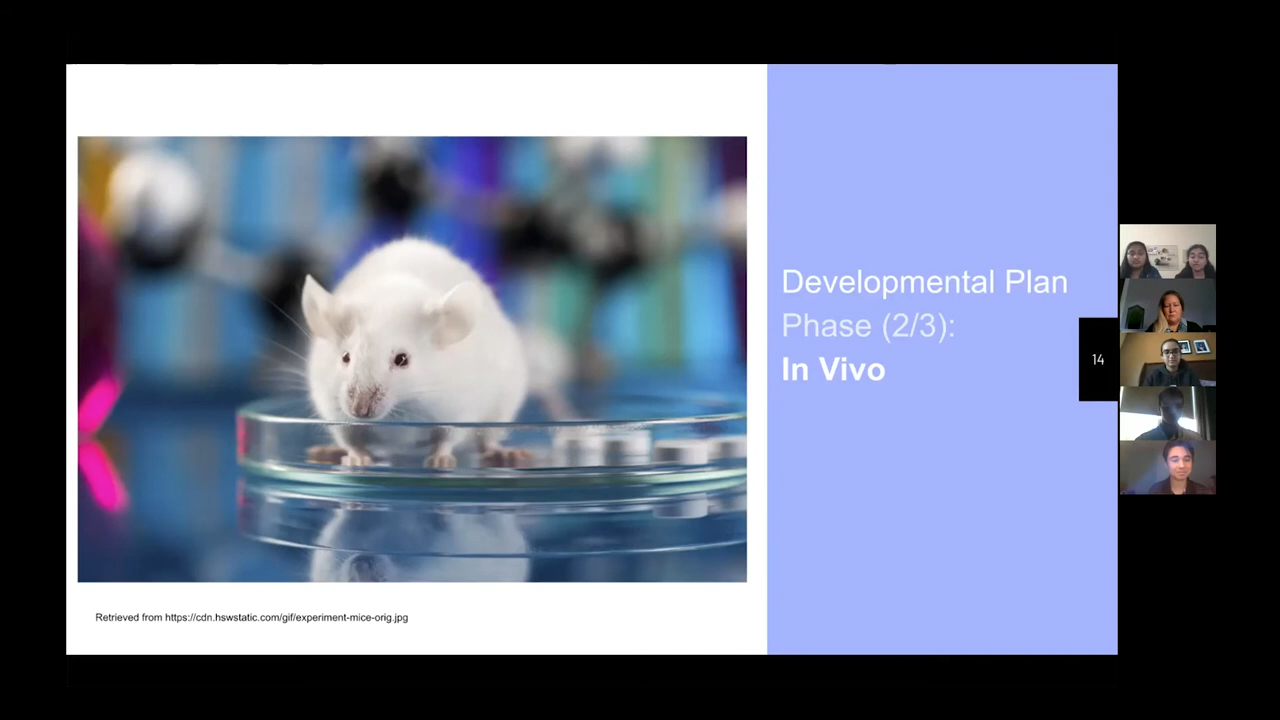 Developmental Plan
Phase (2/3):
In Vivo
14
Retrieved from https://cdn.hswstatic.com/gif/experiment-mice-orig.jpg